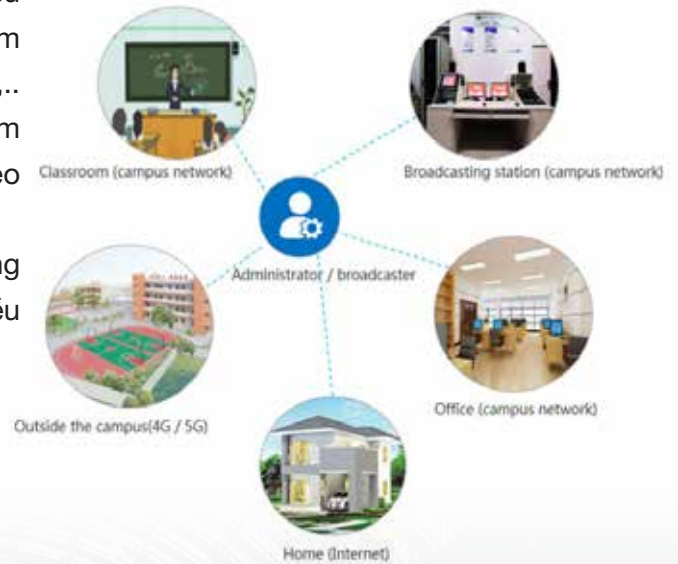 Classroom (campus network)
Broadcasting station (campus network)
Administrator / broadcaster
Outside the campus(4G / 5G)
Office (campus network)
Home (Internet)